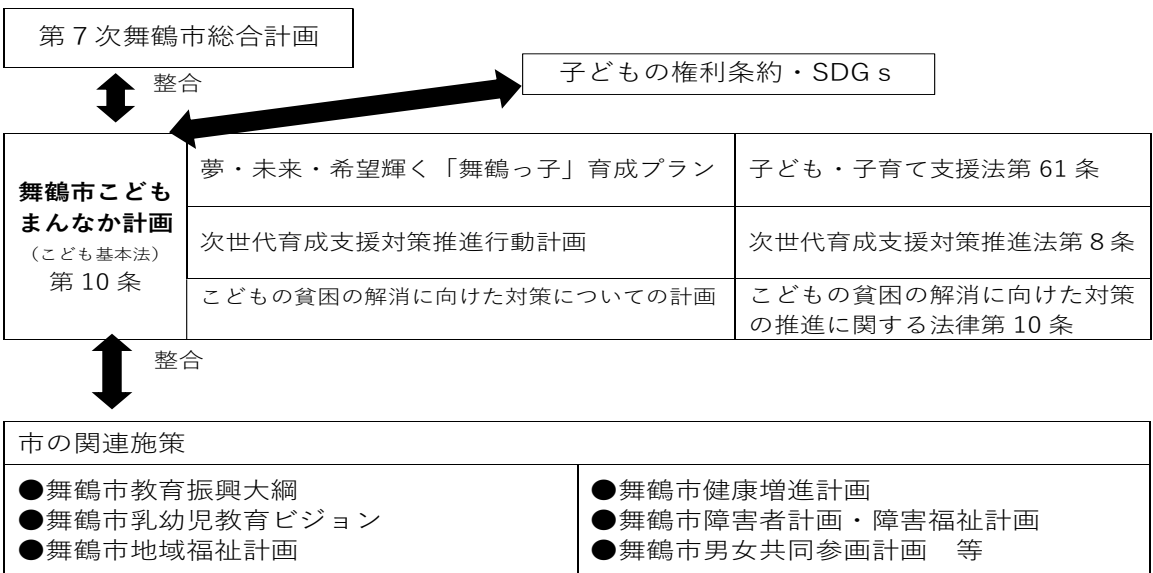 第７次舞鶴市総合計画
整合
子どもの権利条約・SDGｓ
舞鶴市こども
まんなか計画
（こども基本法）
第 10 条
夢・未来・希望輝く「舞鶴っ子」育成プラン
子ども・子育て支援法第 61 条
次世代育成支援対策推進行動計画
次世代育成支援対策推進法第８条
こどもの貧困の解消に向けた対策についての計画
こどもの貧困の解消に向けた対策
の推進に関する法律第 10 条
整合
市の関連施策
●舞鶴市教育振興大綱
●舞鶴市乳幼児教育ビジョン
●舞鶴市地域福祉計画
●舞鶴市健康増進計画
●舞鶴市障害者計画・障害福祉計画
●舞鶴市男女共同参画計画　等